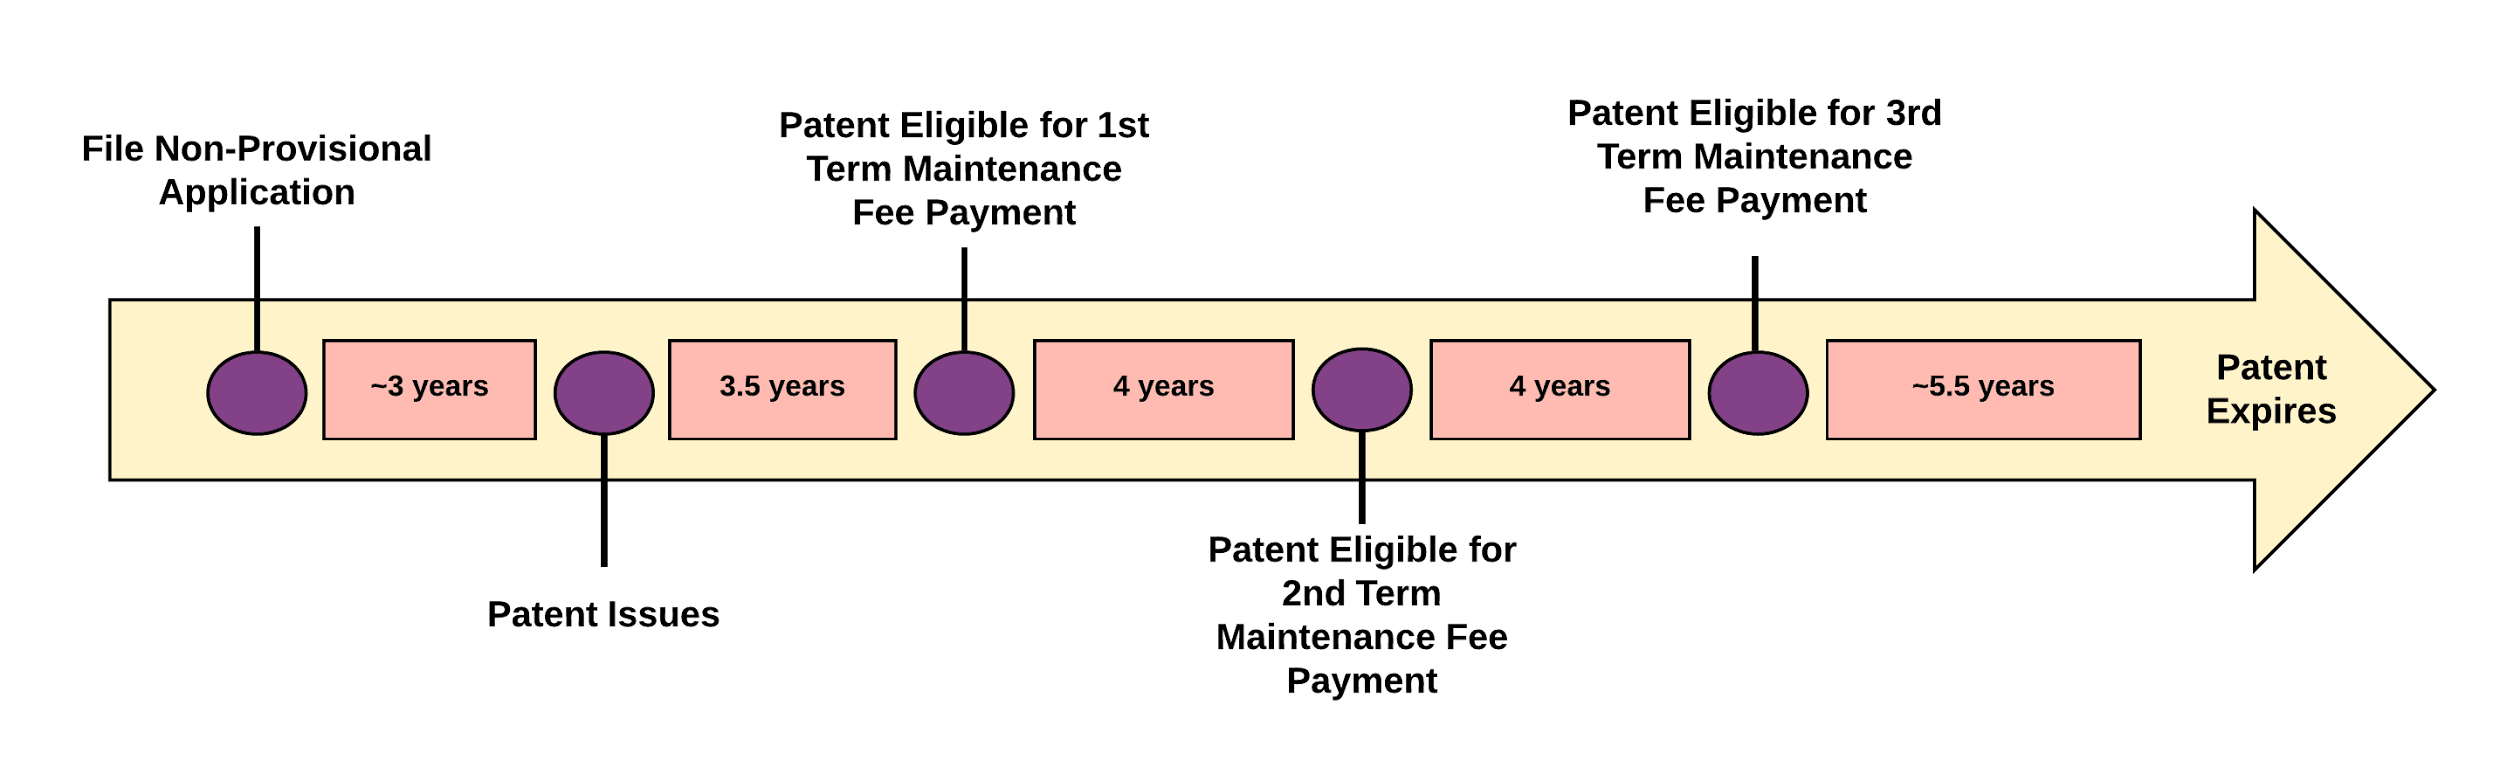 File Non-Provisional
Application
Patent Eligible for 1st
Term Maintenance
Fee Payment
Patent Eligible for 3rd
Term Maintenance
Fee Payment
~3 years
3.5 years
4 years
4 years
~5.5 years
Patent
Expires
Patent Issues
Patent Eligible for
2nd Term
Maintenance Fee
Payment